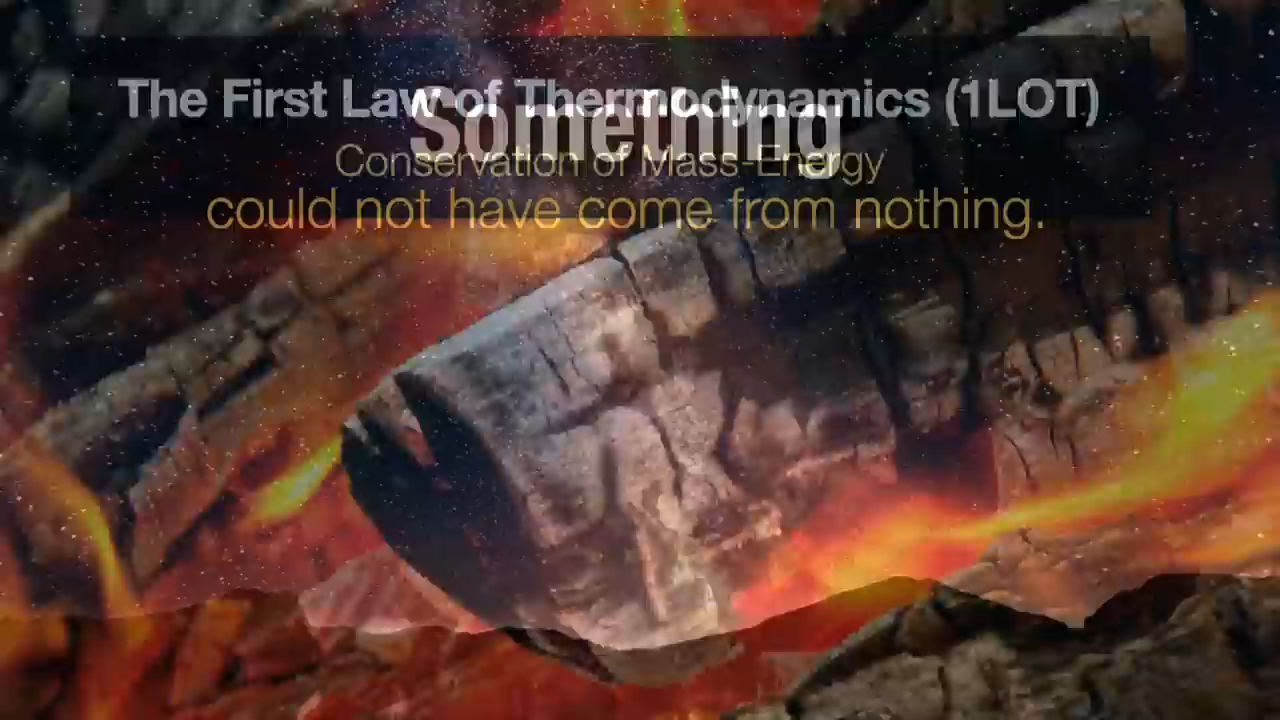 The First Law of Thermodynamics (1LOT)
Something
Conservation of Mass-Energy
could not have come from nothing.